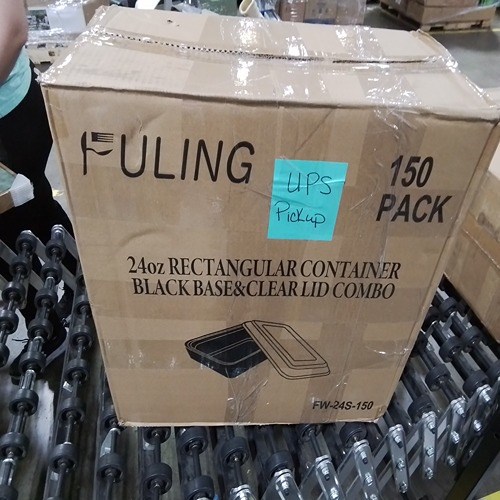 FULING
UPS
Pickup
150
PACK
24oz RECTANGULAR CONTAINER
BLACK BASE&CLEAR LID COMBO
FW-24S-150